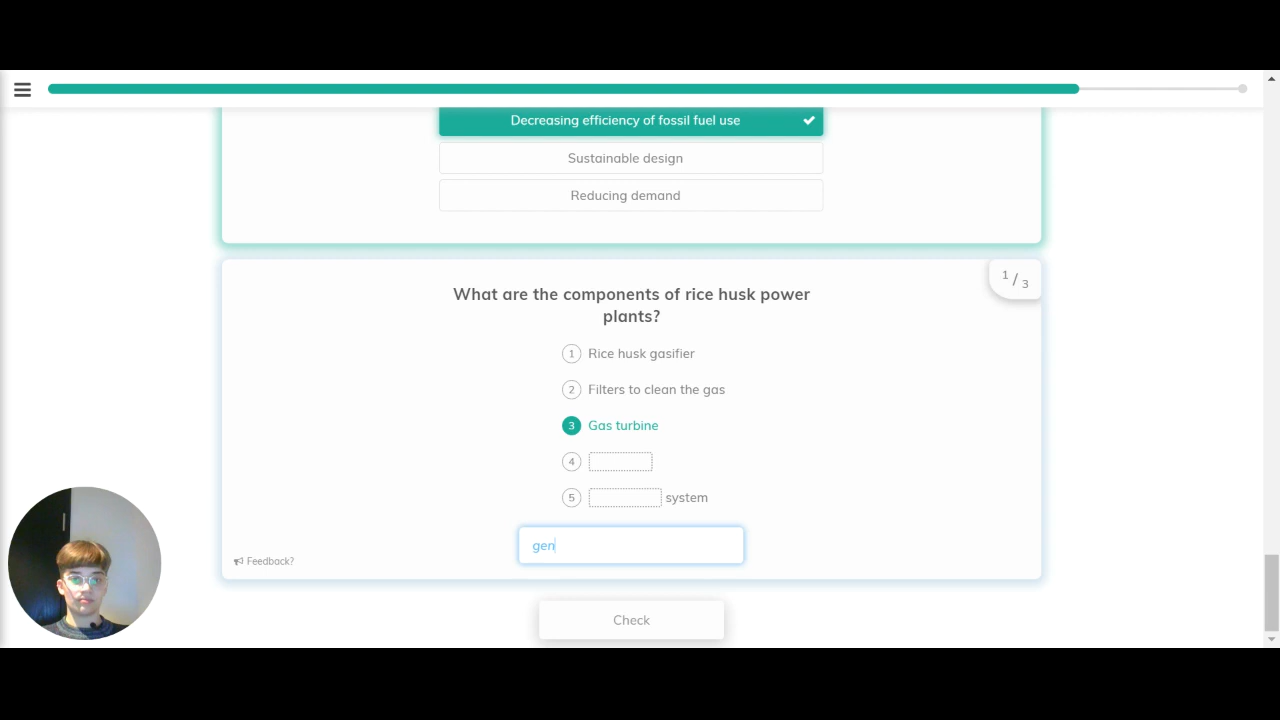 Decreasing efficiency of fossil fuel use
Sustainable design
Reducing demand
1 / 3
What are the components of rice husk power
plants?
1 Rice husk gasifier
2 Filters to clean the gas
3 Gas turbine
4
5 system
gen
Feedback?
Check